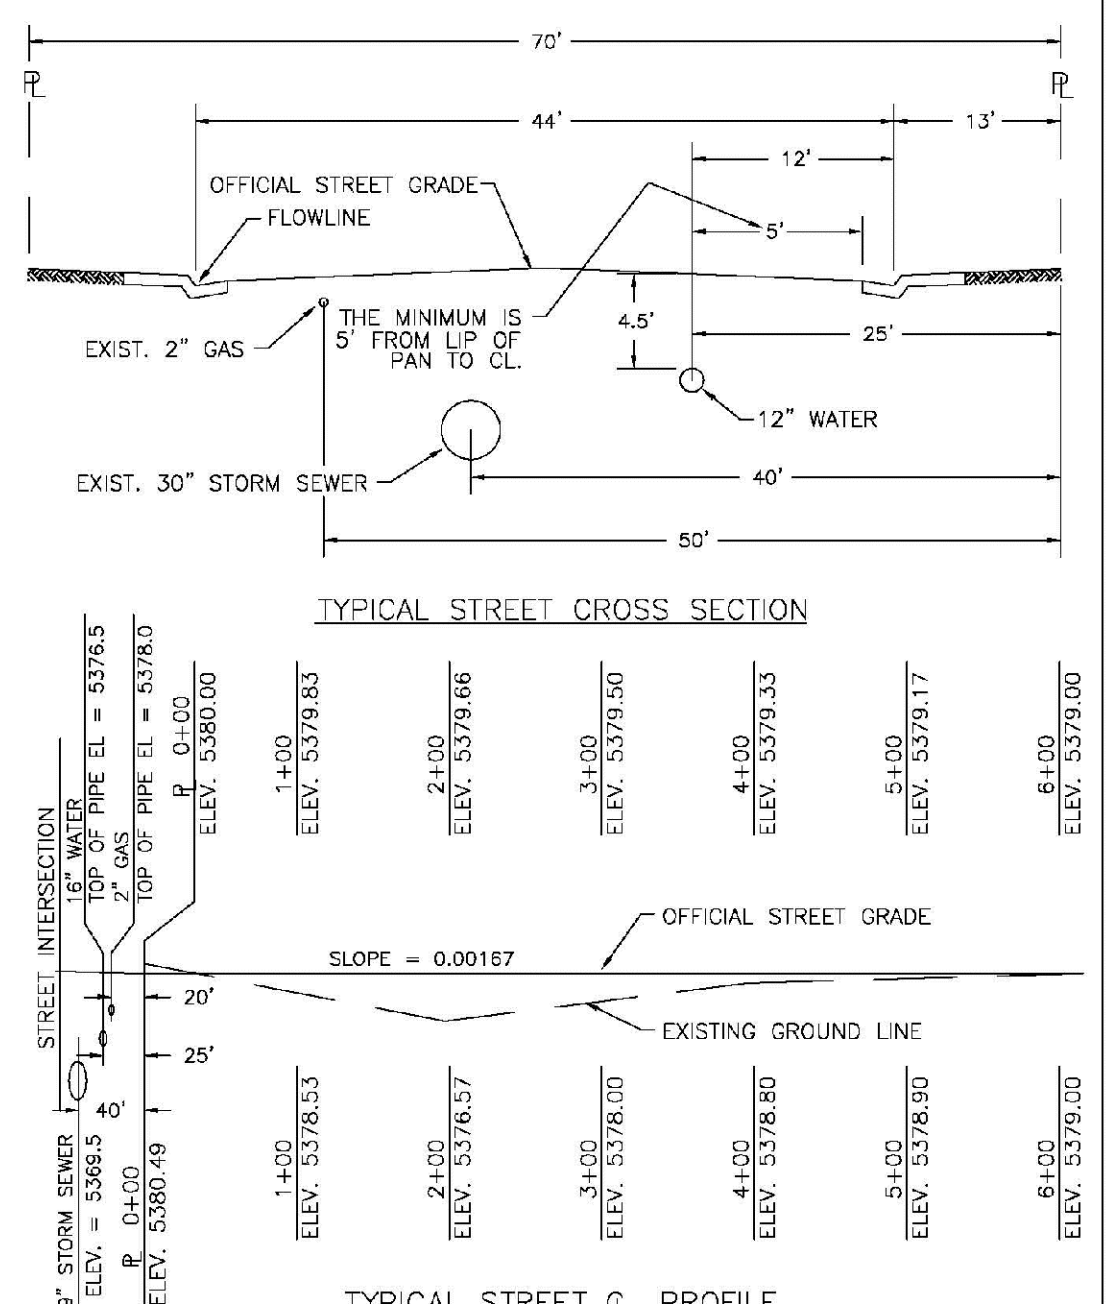 70'
PL
PL
44'
13'
12'
OFFICIAL STREET GRADE
FLOWLINE
5'
THE MINIMUM IS
5' FROM LIP OF
PAN TO CL.
4.5'
25'
EXIST. 2" GAS
12" WATER
EXIST. 30" STORM SEWER
40'
50'
TYPICAL STREET CROSS SECTION
STREET INTERSECTION
16" WATER
TOP OF PIPE EL = 5376.5
2" GAS
TOP OF PIPE EL = 5378.0
PL 0+00
ELEV. 5380.00
1+00
ELEV. 5379.83
2+00
ELEV. 5379.66
3+00
ELEV. 5379.50
4+00
ELEV. 5379.33
5+00
ELEV. 5379.17
6+00
ELEV. 5379.00
OFFICIAL STREET GRADE
SLOPE = 0.00167
20'
EXISTING GROUND LINE
25'
40'
9" STORM SEWER
ELEV. = 5369.5
PL 0+00
ELEV. 5380.49
1+00
ELEV. 5378.53
2+00
ELEV. 5376.57
3+00
ELEV. 5378.00
4+00
ELEV. 5378.80
5+00
ELEV. 5378.90
6+00
ELEV. 5379.00
TYPICAL STREET CL PROFILE